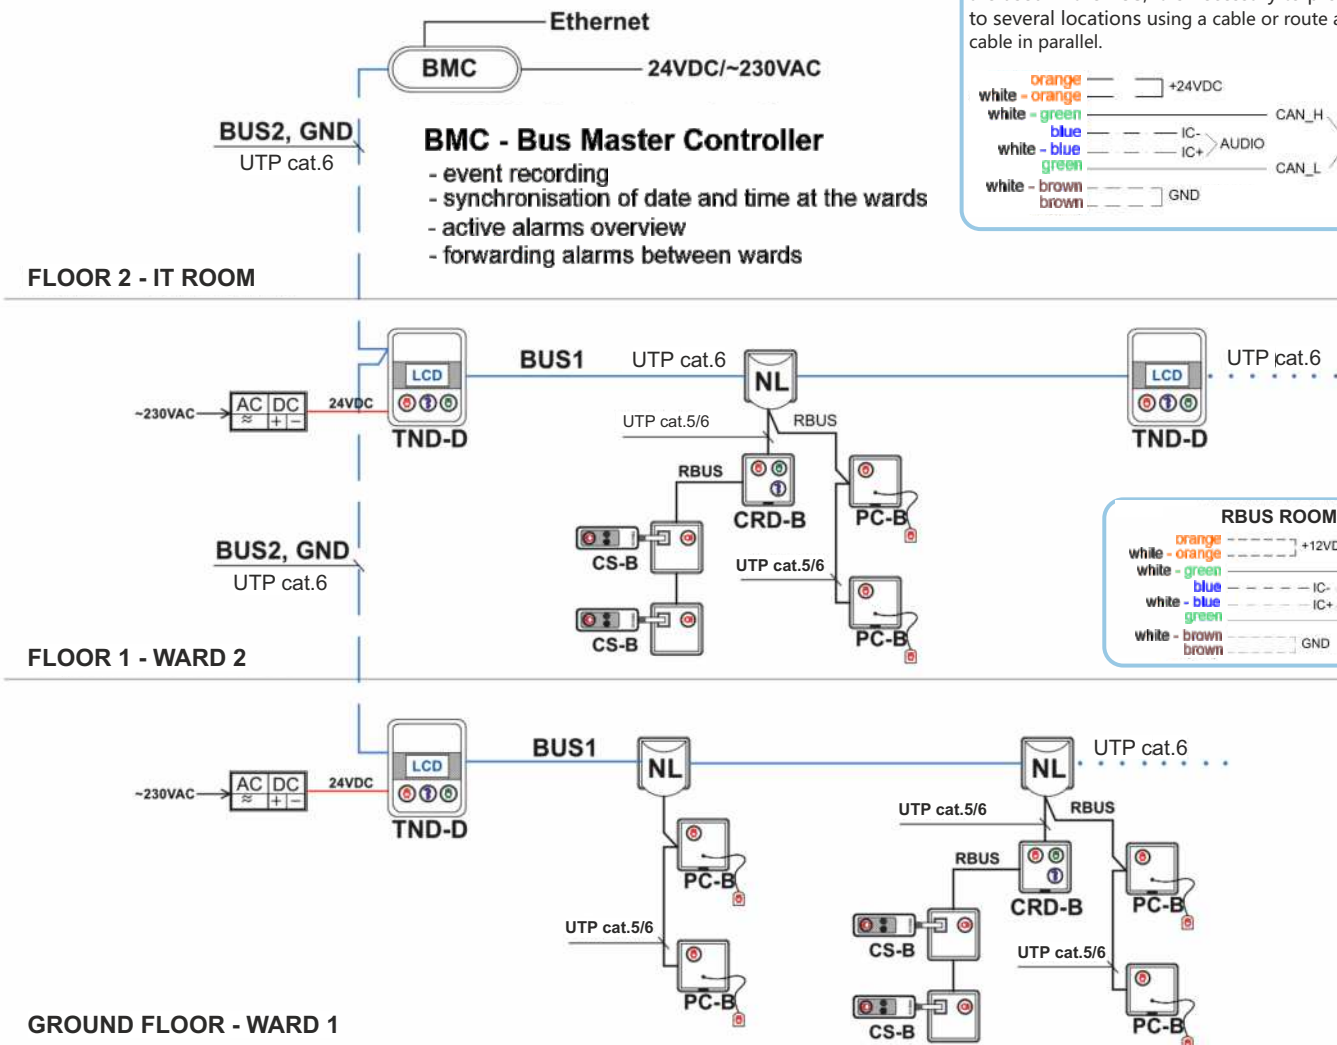 to several locations using a cable or route a
cable in parallel.
Ethernet
BMC
24VDC/~230VAC
BUS2, GND
UTP cat.6
BMC - Bus Master Controller
- event recording
- synchronisation of date and time at the wards
- active alarms overview
- forwarding alarms between wards
orange
white - orange
white - green
blue
white - blue
green
white - brown
brown
+24VDC
CAN_H
IC-
IC+
AUDIO
CAN_L
GND
FLOOR 2 - IT ROOM
LCD
TND-D
BUS1
UTP cat.6
NL
LCD
TND-D
UTP cat.6
~230VAC
AC DC
≈ + −
24VDC
UTP cat.5/6
RBUS
RBUS
CRD-B
PC-B
CS-B
UTP cat.5/6
CS-B
PC-B
BUS2, GND
UTP cat.6
RBUS ROOM
orange
white - orange
white - green
blue
white - blue
green
white - brown
brown
+12VD
IC-
IC+
GND
FLOOR 1 - WARD 2
LCD
TND-D
BUS1
NL
NL
UTP cat.6
~230VAC
AC DC
≈ + −
24VDC
PC-B
UTP cat.5/6
PC-B
UTP cat.5/6
RBUS
RBUS
CRD-B
PC-B
CS-B
UTP cat.5/6
CS-B
PC-B
GROUND FLOOR - WARD 1